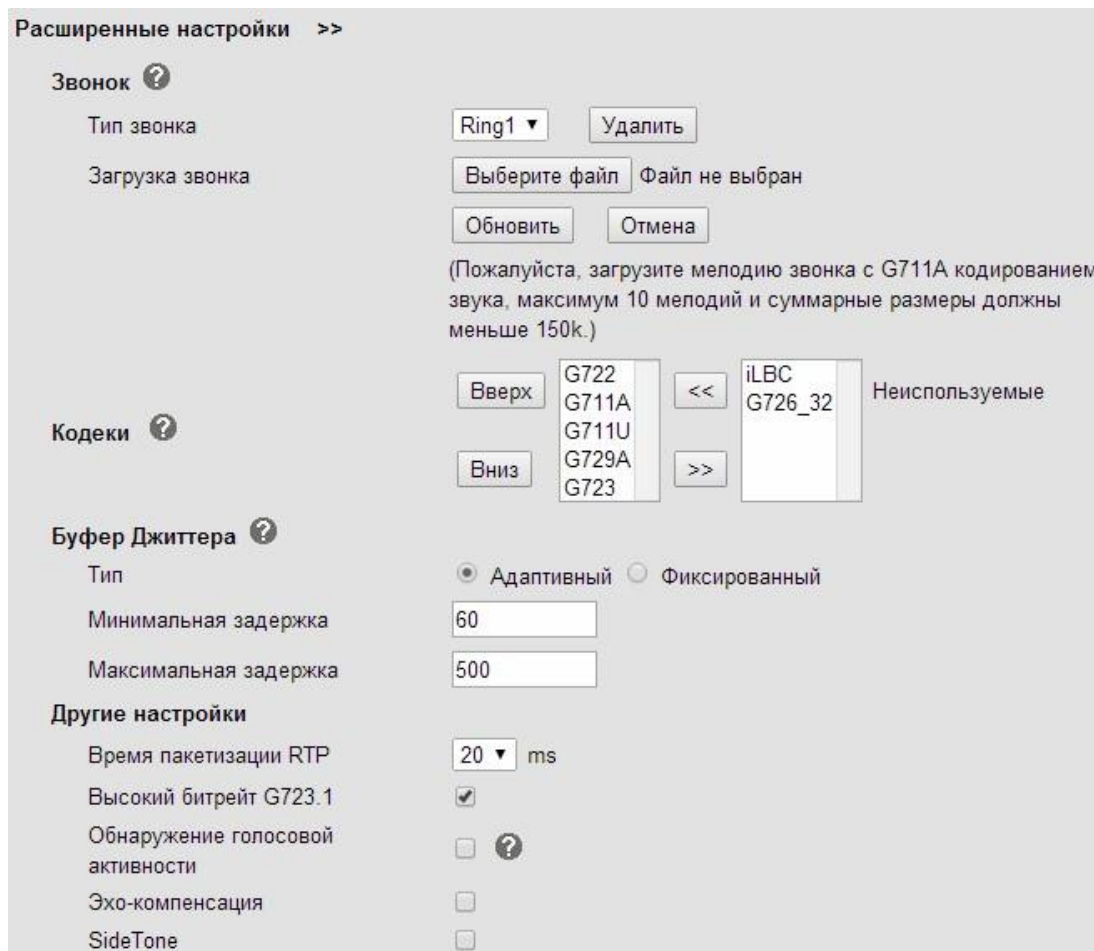 Расширенные настройки >>
Звонок ?
Тип звонка Ring1 ▼ Удалить
Загрузка звонка Выберите файл Файл не выбран
Обновить Отмена
(Пожалуйста, загрузите мелодию звонка с G711A кодированием
звука, максимум 10 мелодий и суммарные размеры должны
меньше 150k.)
Кодеки ?
Вверх
Вниз
G722
G711A
G711U
G729A
G723
<<
>>
iLBC
G726_32
Неиспользуемые
Буфер Джиттера ?
Тип Адаптивный Фиксированный
Минимальная задержка 60
Максимальная задержка 500
Другие настройки
Время пакетизации RTP 20 ▼ ms
Высокий битрейт G723.1
Обнаружение голосовой
активности ?
Эхо-компенсация
SideTone